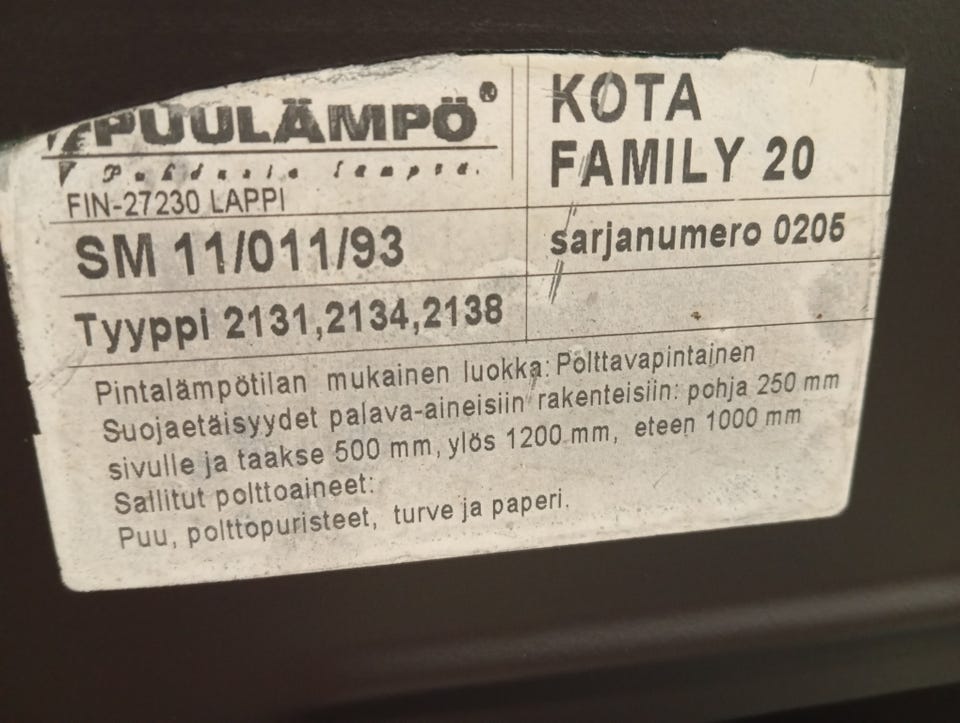 PUULÄMPÖ®
Puhdasta lämpöä.
FIN-27230 LAPPI
SM 11/011/93
Tyyppi 2131,2134,2138
KOTA
FAMILY 20
sarjanumero 0205
Pintalämpötilan mukainen luokka: Polttavapintainen
Suojaetäisyydet palava-aineisiin rakenteisiin: pohja 250 mm
sivulle ja taakse 500 mm, ylös 1200 mm, eteen 1000 mm
Sallitut polttoaineet:
Puu, polttopuristeet, turve ja paperi.